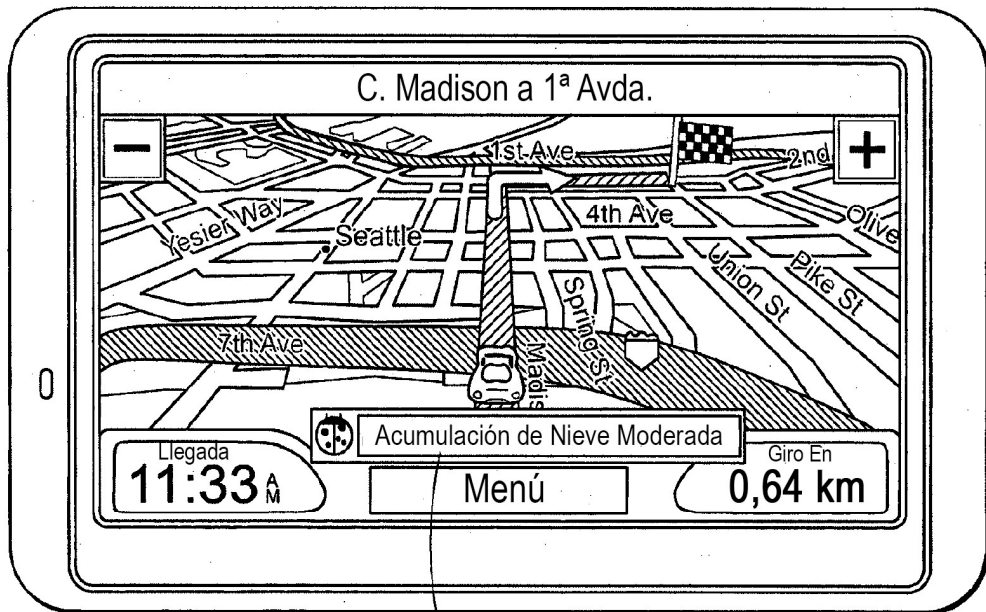 C. Madison a 1ª Avda.
−
+
1st Ave
2nd
Yesier Way
4th Ave
Olive
Seattle
Union St
Pike St
Spring St
7th Ave
Madis
Acumulación de Nieve Moderada
Llegada
11:33 AM
Menú
Giro En
0,64 km